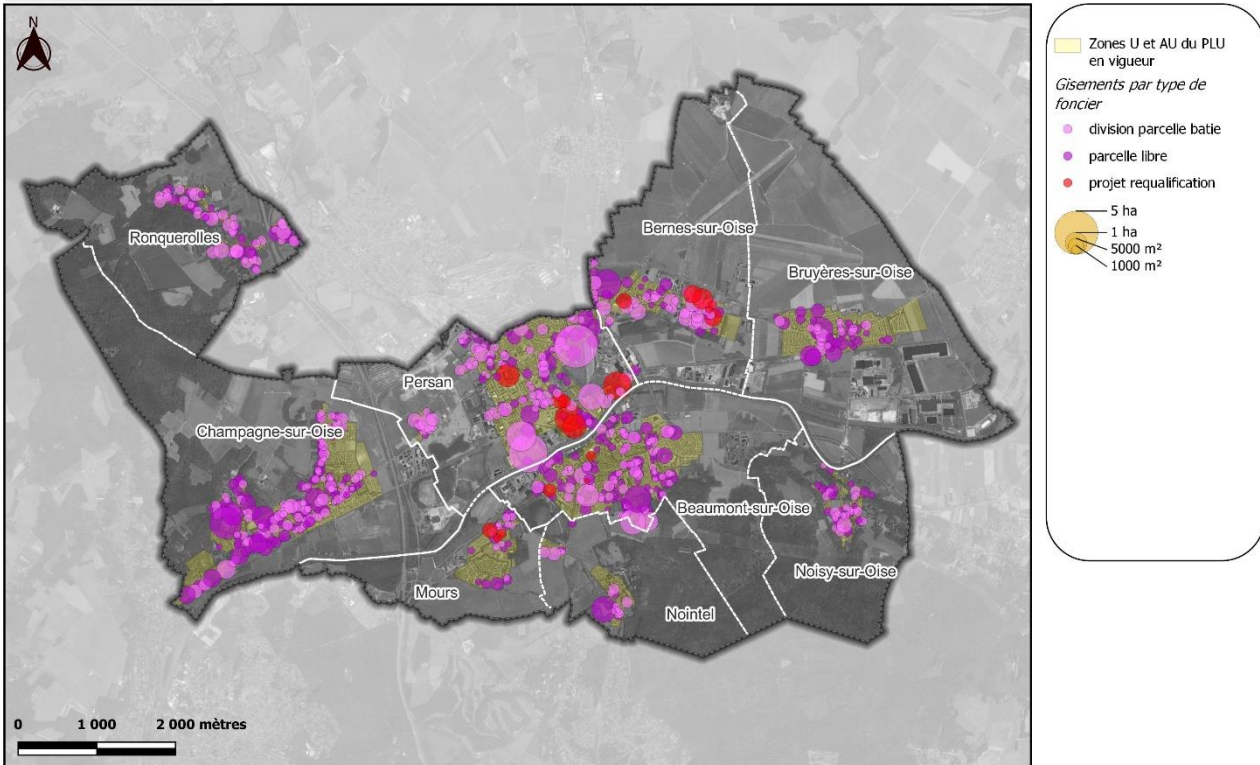 N
Ronquerolles
Bernes-sur-Oise
Bruyères-sur-Oise
Persan
Champagne-sur-Oise
Beaumont-sur-Oise
Noisy-sur-Oise
Mours
Nointel
0 1 000 2 000 mètres
Zones U et AU du PLU
en vigueur
Gisements par type de
foncier
division parcelle batie
parcelle libre
projet requalification
5 ha
1 ha
5000 m²
1000 m²